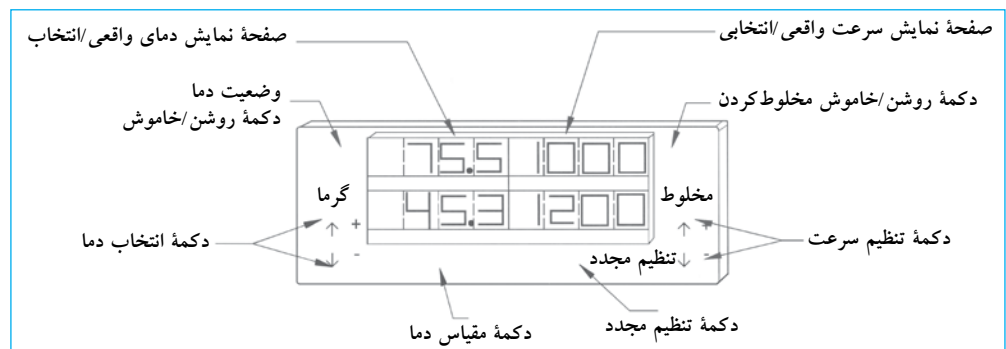 صفحهٔ نمایش سرعت واقعی/انتخابی
صفحهٔ نمایش دمای واقعی/انتخاب
دکمهٔ روشن/خاموش مخلوط‌کردن
وضعیت دما
دکمهٔ روشن/خاموش
75.5 1000
45.3 1200
مخلوط
گرما
↑ +
↓ -
↑ +
↓ -
دکمهٔ تنظیم سرعت
دکمهٔ انتخاب دما
تنظیم مجدد
دکمهٔ تنظیم مجدد
دکمهٔ مقیاس دما